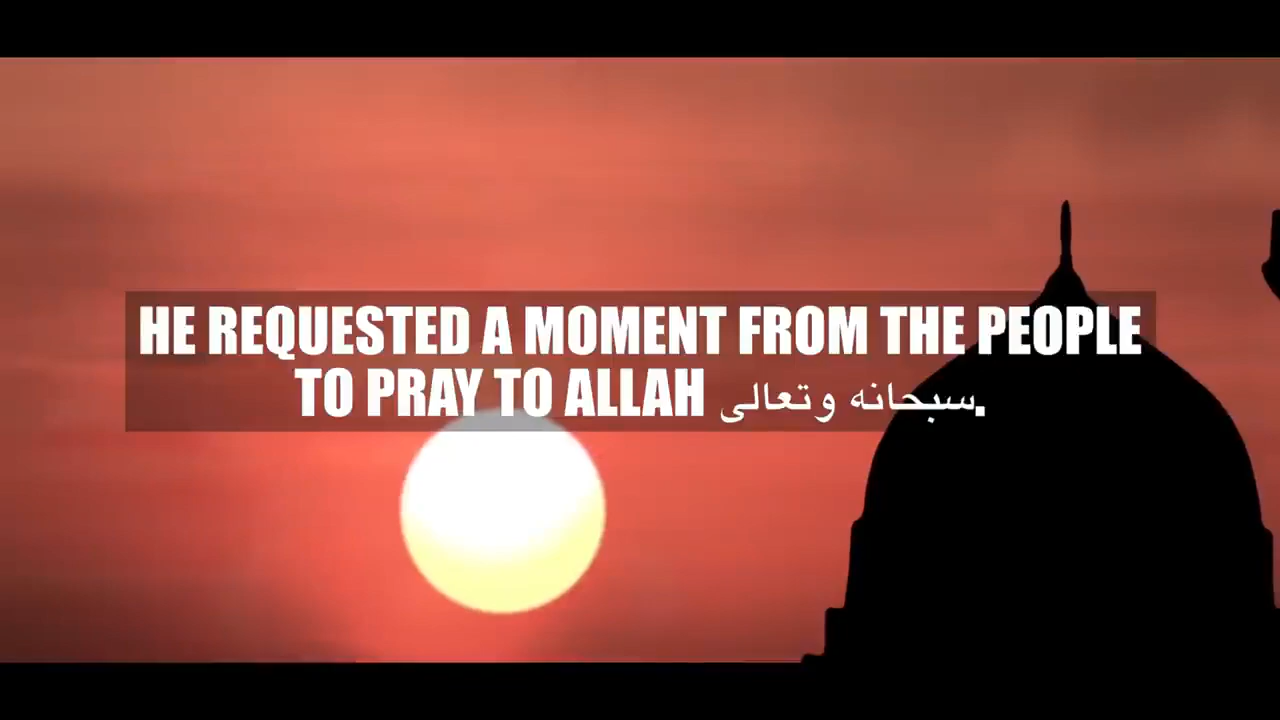 HE REQUESTED A MOMENT FROM THE PEOPLE
TO PRAY TO ALLAH سبحانه وتعالى.